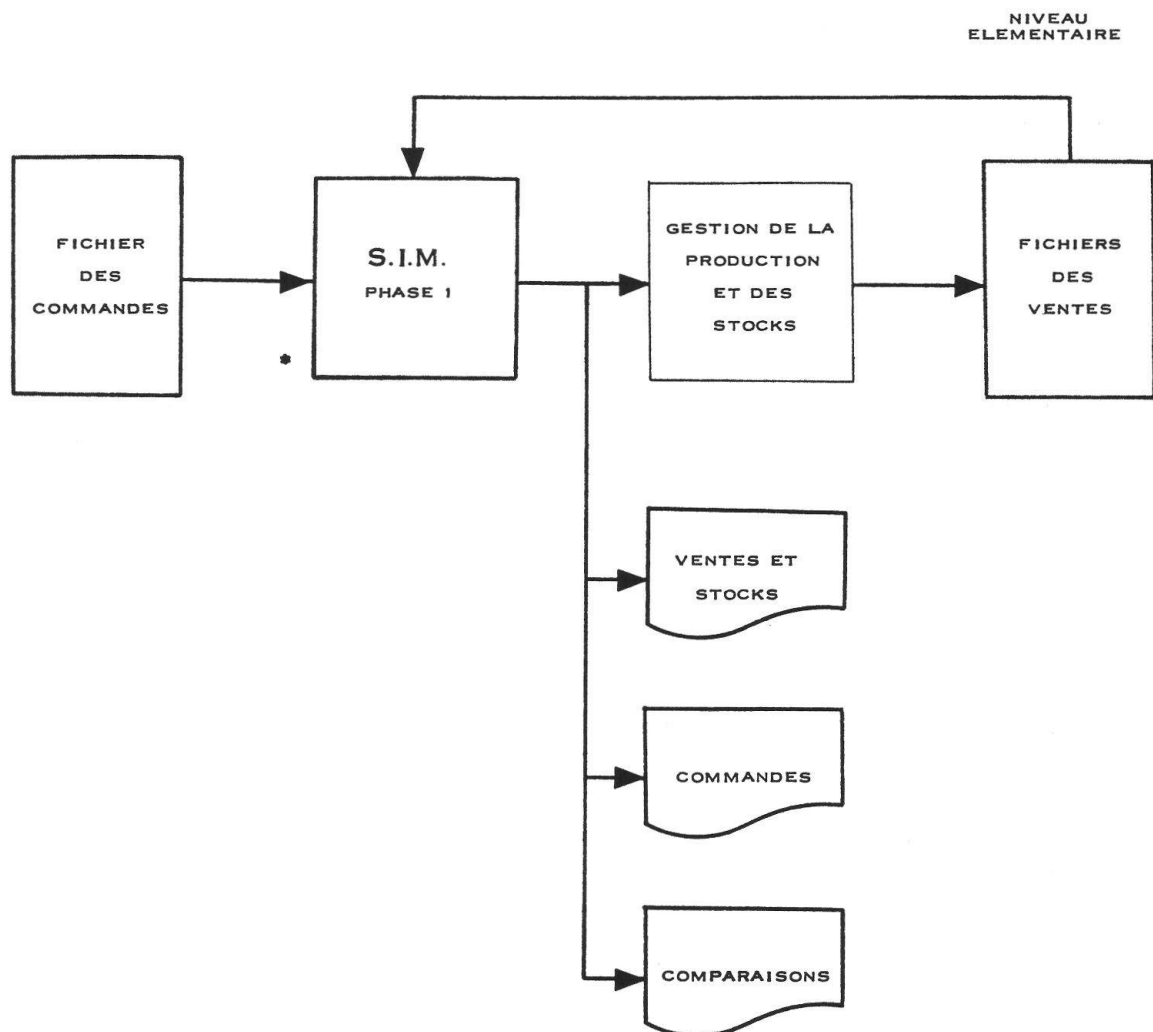 NIVEAU
ELEMENTAIRE
FICHIER
DES
COMMANDES
*
S.I.M.
PHASE 1
GESTION DE LA
PRODUCTION
ET DES
STOCKS
FICHIERS
DES
VENTES
VENTES ET
STOCKS
COMMANDES
COMPARAISONS